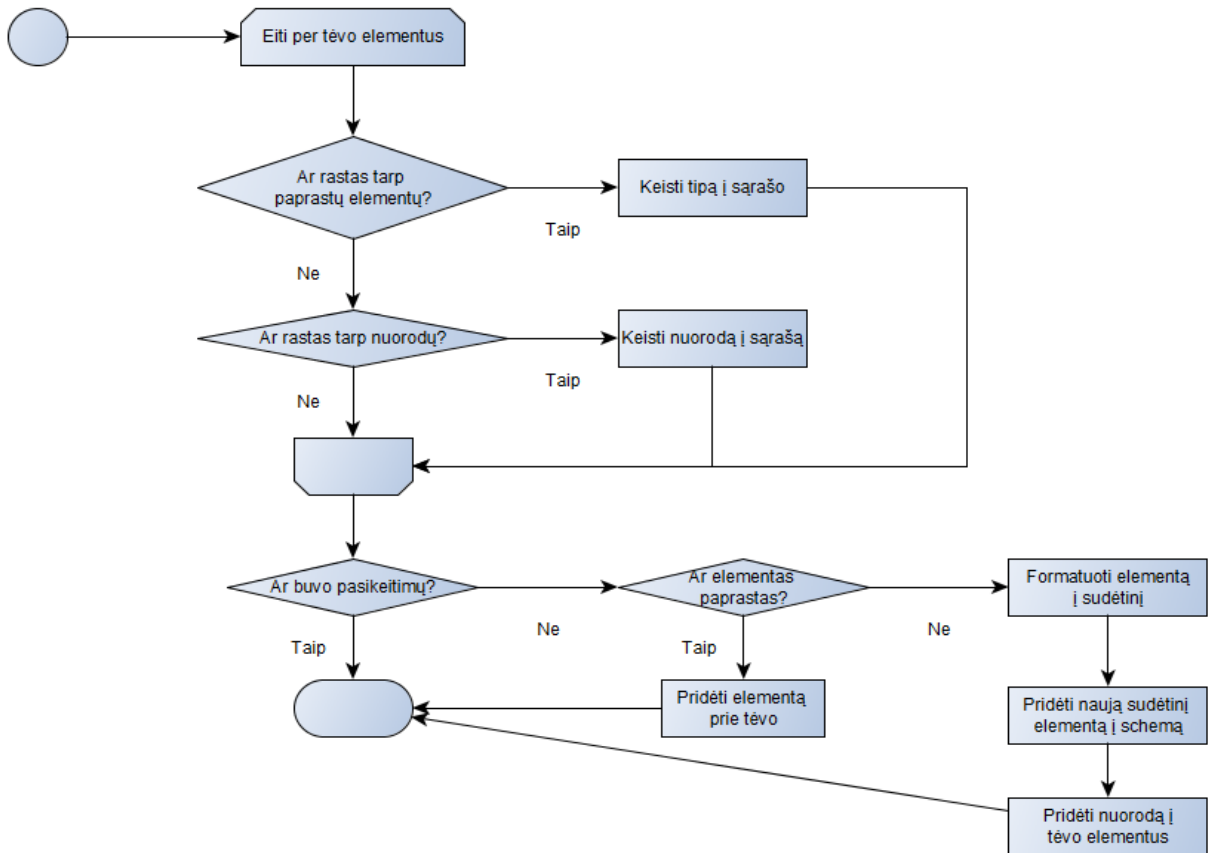 Eiti per tėvo elementus
Ar rastas tarp
paprastų elementų?
Keisti tipą į sąrašo
Taip
Ne
Ar rastas tarp nuorodų?
Keisti nuorodą į sąrašą
Taip
Ne
Ar buvo pasikeitimų?
Ar elementas
paprastas?
Formatuoti elementą
į sudėtinį
Ne
Ne
Taip
Taip
Pridėti elementą
prie tėvo
Pridėti naują sudėtinį
elementą į schemą
Pridėti nuorodą į
tėvo elementus